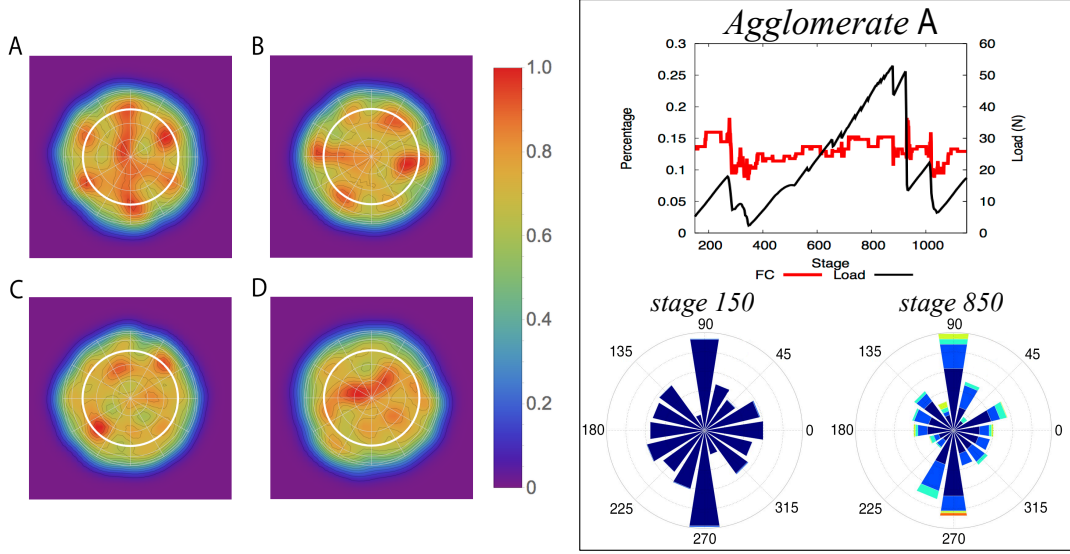 A
B
1.0
0.8
0.6
0.4
0.2
0
C
D
Agglomerate A
0.3
0.25
0.2
0.15
0.1
0.05
0
Percentage
60
50
40
30
20
10
0
Load (N)
200 400 600 800 1000
Stage
FC Load
stage 150
90
135 45
180 0
225 315
270
stage 850
90
135 45
180 0
225 315
270